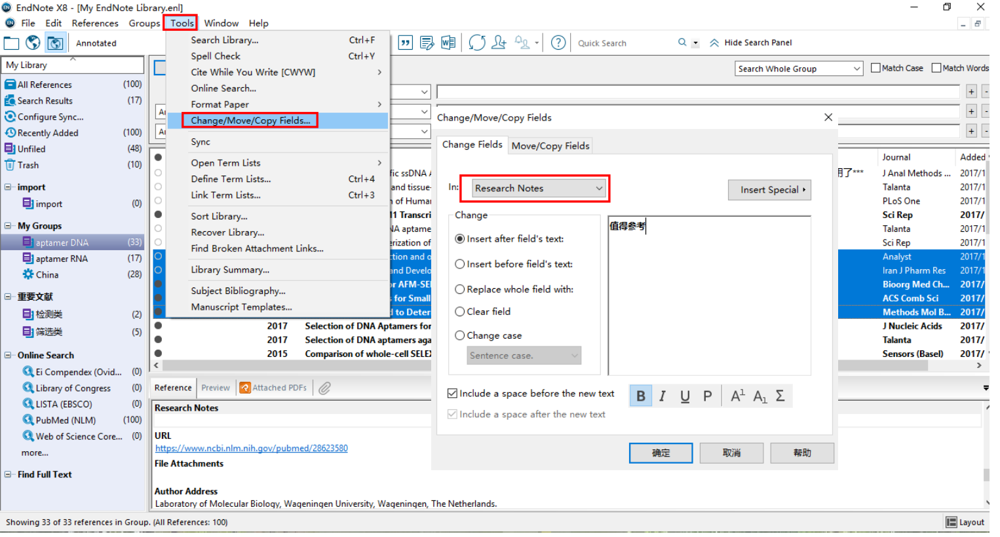 EndNote X8 - [My EndNote Library.enl]
File Edit References Groups Tools Window Help
Annotated
Quick Search
Hide Search Panel
My Library
All References (100)
Search Results (17)
Configure Sync...
Recently Added (100)
Unfiled (48)
Trash (10)
import
import (0)
My Groups
aptamer DNA (33)
aptamer RNA (17)
China (28)
重要文献
检测类 (2)
筛选类 (5)
Online Search
Ei Compendex (Ovid... (0)
Library of Congress (0)
LISTA (EBSCO) (0)
PubMed (NLM) (100)
Web of Science Core... (0)
more...
Find Full Text
Search Library... Ctrl+F
Spell Check Ctrl+Y
Cite While You Write [CWYW]
Online Search...
Format Paper
Change/Move/Copy Fields...
Sync
Open Term Lists
Define Term Lists... Ctrl+4
Link Term Lists... Ctrl+3
Sort Library...
Recover Library...
Find Broken Attachment Links...
Library Summary...
Subject Bibliography...
Manuscript Templates...
Search Whole Group
Match Case
Match Words
Change/Move/Copy Fields
Change Fields
Move/Copy Fields
In: Research Notes
Insert Special
Change
Insert after field's text:
Insert before field's text:
Replace whole field with:
Clear field
Change case
Sentence case.
值得参考
Include a space before the new text
Include a space after the new text
B I U P A1 A1 Σ
确定
取消
帮助
fic ssDNA A
and tissue-
n of Humar
11 Transcri
NA aptame
erization of
ction and o
and Develo
or AFM-SEI
s for Small
d to Deter
2017 Selection of DNA Aptamers for
2017 Selection of DNA aptamers aga
2015 Comparison of whole-cell SELEX
用了***
Journal Added
J Anal Methods ... 2017/1
Talanta 2017/1
PLoS One 2017/1
Sci Rep 2017/
Talanta 2017/1
Sci Rep 2017/1
Analyst 2017/1
Iran J Pharm Res 2017/1
Bioorg Med Ch... 2017/
ACS Comb Sci 2017/
Methods Mol B... 2017/
J Nucleic Acids 2017/
Talanta 2017/
Sensors (Basel) 2017/
Reference
Preview
Attached PDFs
Research Notes
URL
https://www.ncbi.nlm.nih.gov/pubmed/28623580
File Attachments
Author Address
Laboratory of Molecular Biology, Wageningen University, Wageningen, The Netherlands.
Showing 33 of 33 references in Group. (All References: 100)
Layout